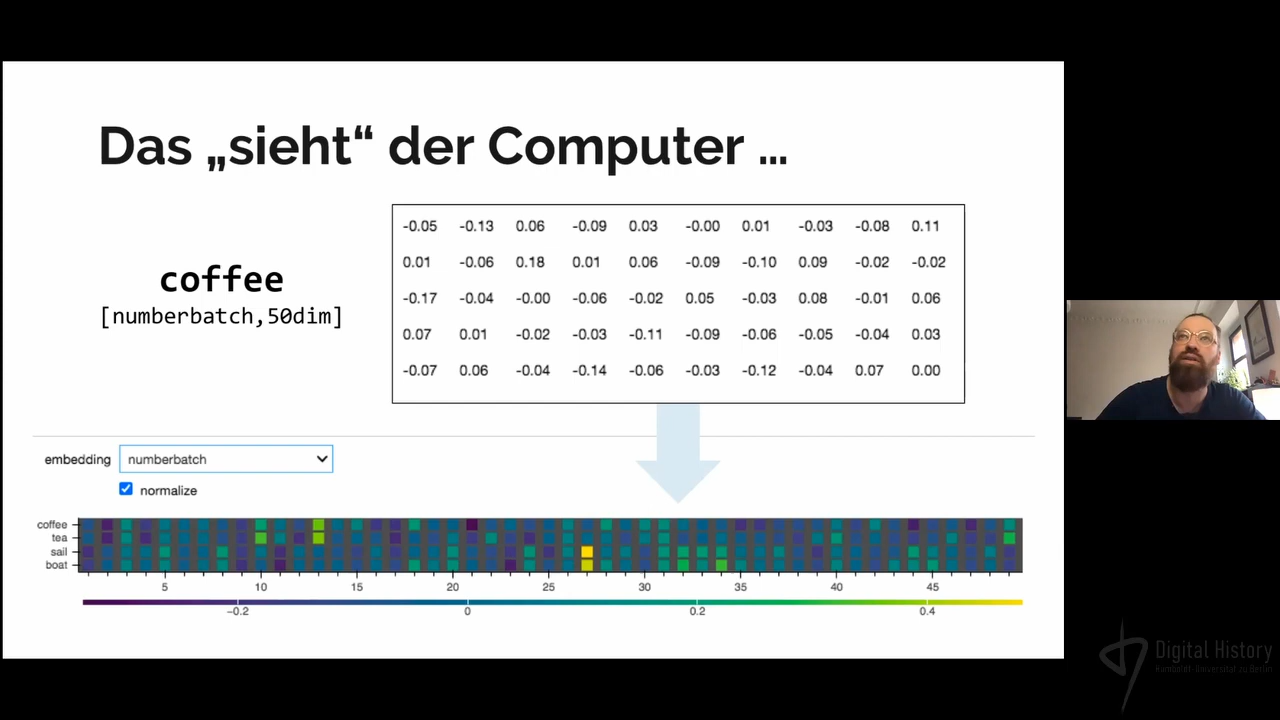 Das „sieht“ der Computer ...
coffee
[numberbatch,50dim]
-0.05 -0.13 0.06 -0.09 0.03 -0.00 0.01 -0.03 -0.08 0.11
0.01 -0.06 0.18 0.01 0.06 -0.09 -0.10 0.09 -0.02 -0.02
-0.17 -0.04 -0.00 -0.06 -0.02 0.05 -0.03 0.08 -0.01 0.06
0.07 0.01 -0.02 -0.03 -0.11 -0.09 -0.06 -0.05 -0.04 0.03
-0.07 0.06 -0.04 -0.14 -0.06 -0.03 -0.12 -0.04 0.07 0.00
embedding numberbatch
normalize
coffee
tea
sail
boat
5 10 15 20 25 30 35 40 45
−0.2 0 0.2 0.4
Digital History
Humboldt-Universität zu Berlin